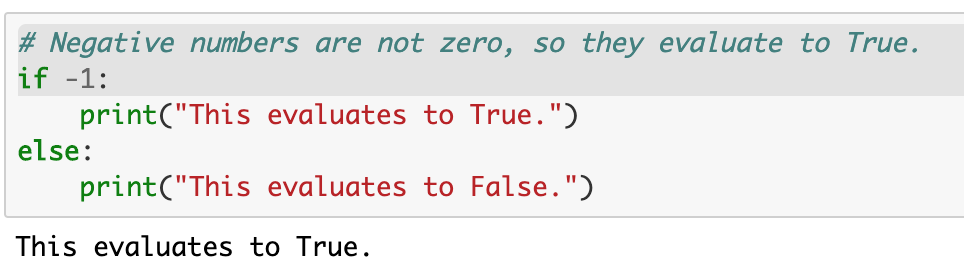 # Negative numbers are not zero, so they evaluate to True.
if -1:
    print("This evaluates to True.")
else:
    print("This evaluates to False.")
This evaluates to True.